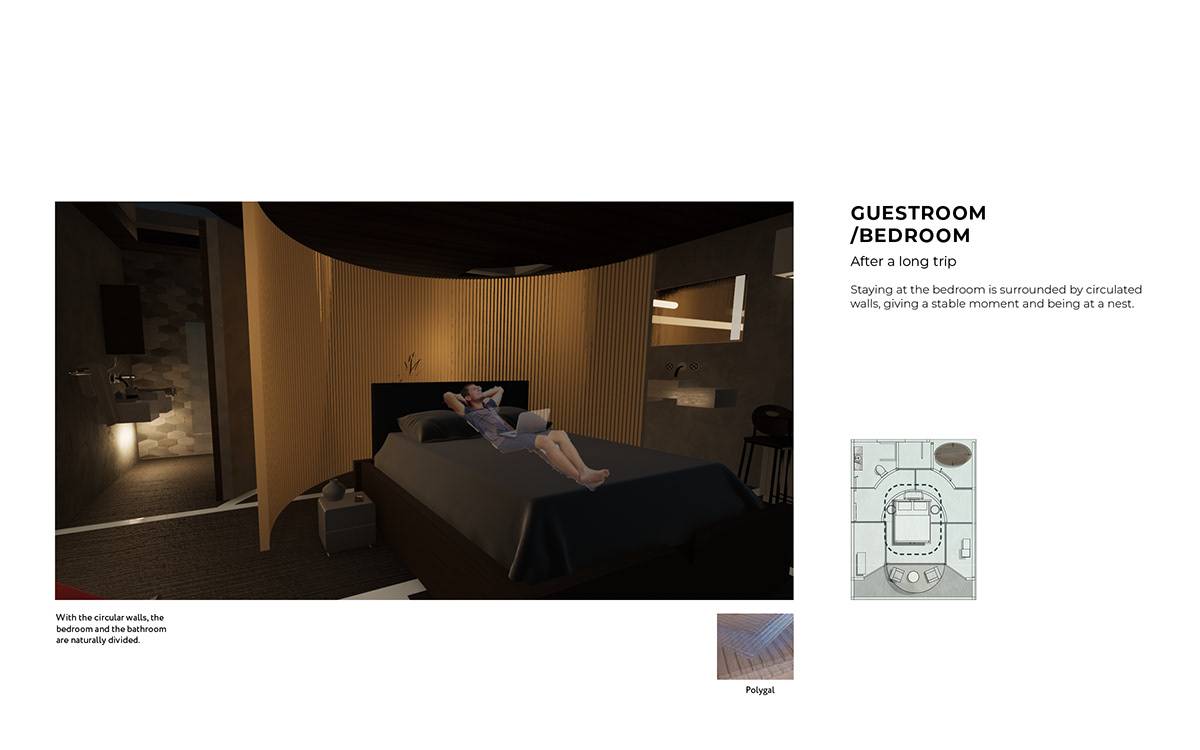 GUESTROOM
/BEDROOM
After a long trip
Staying at the bedroom is surrounded by circulated
walls, giving a stable moment and being at a nest.
With the circular walls, the
bedroom and the bathroom
are naturally divided.
Polygal